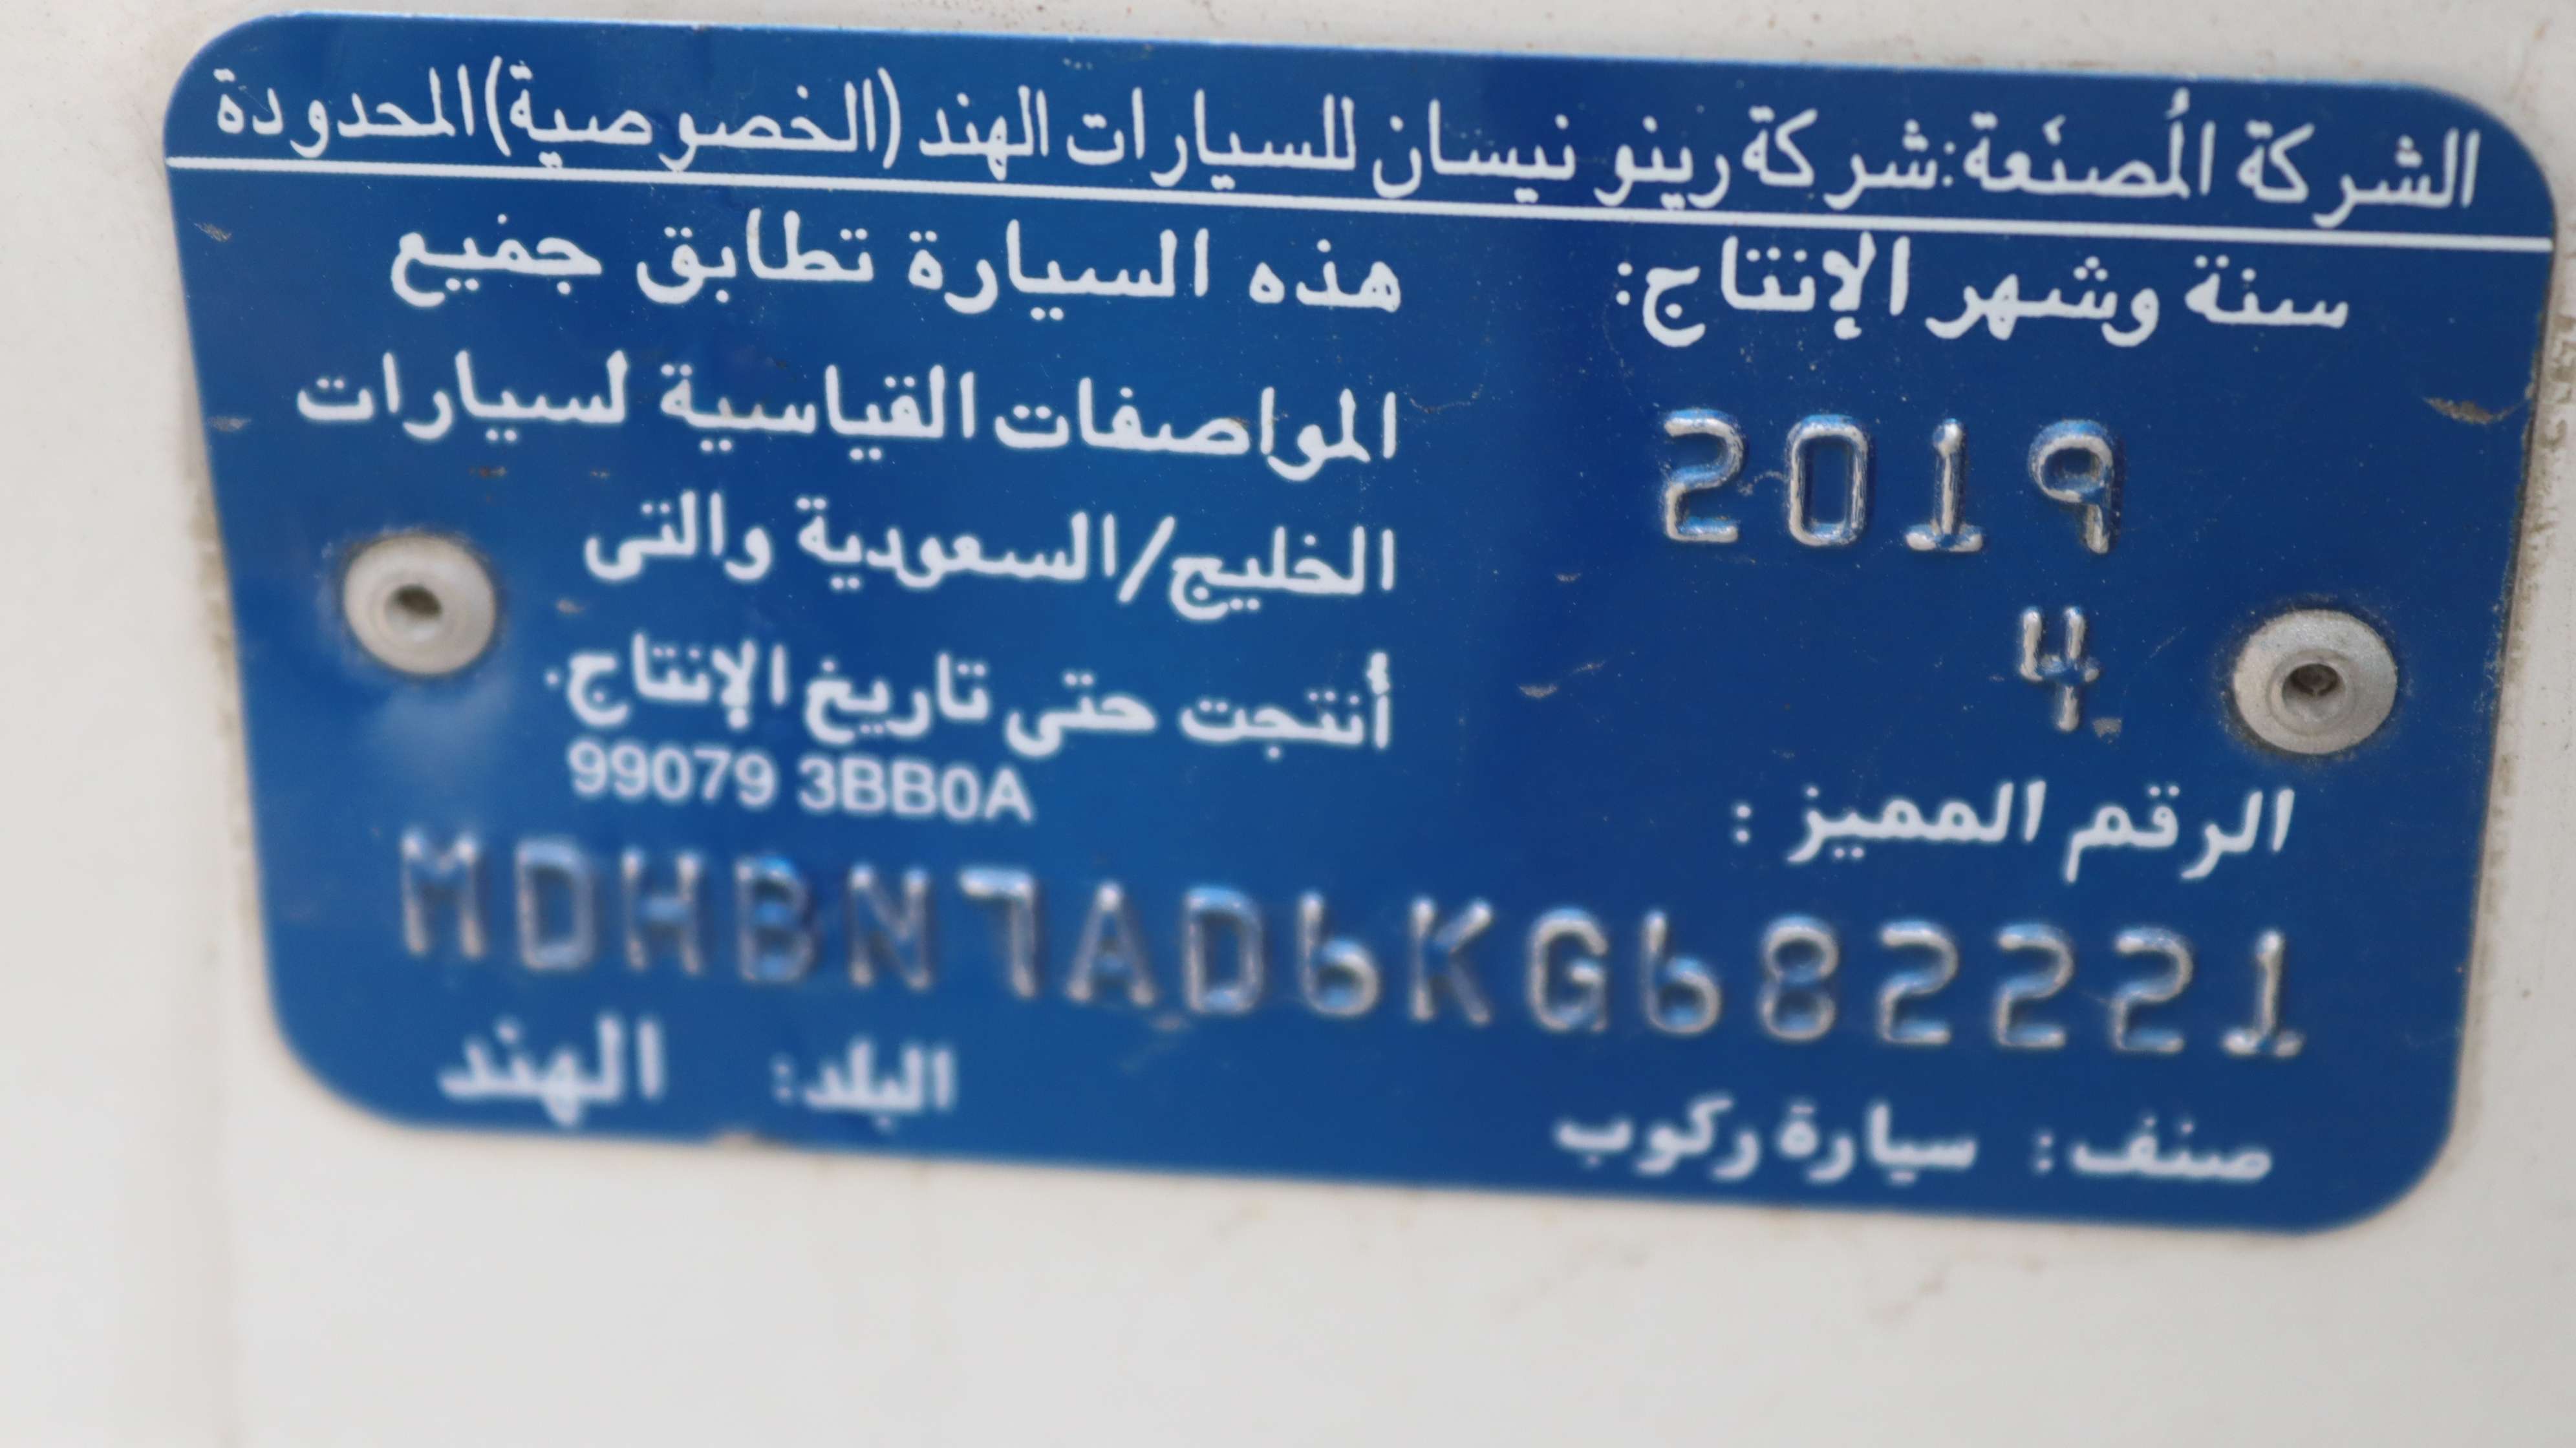 الشركة المُصنَعة:شركة رينو نيسان للسيارات الهند (الخصوصية) المحدودة
سنة وشهر الإنتاج:
2019
4
هذه السيارة تطابق جميع
المواصفات القياسية لسيارات
الخليج/السعودية والتى
أنتجت حتى تاريخ الإنتاج.
99079 3BB0A
الرقم المميز :
MDHBN7AD6KG682221
صنف: سيارة ركوب
البلد: الهند